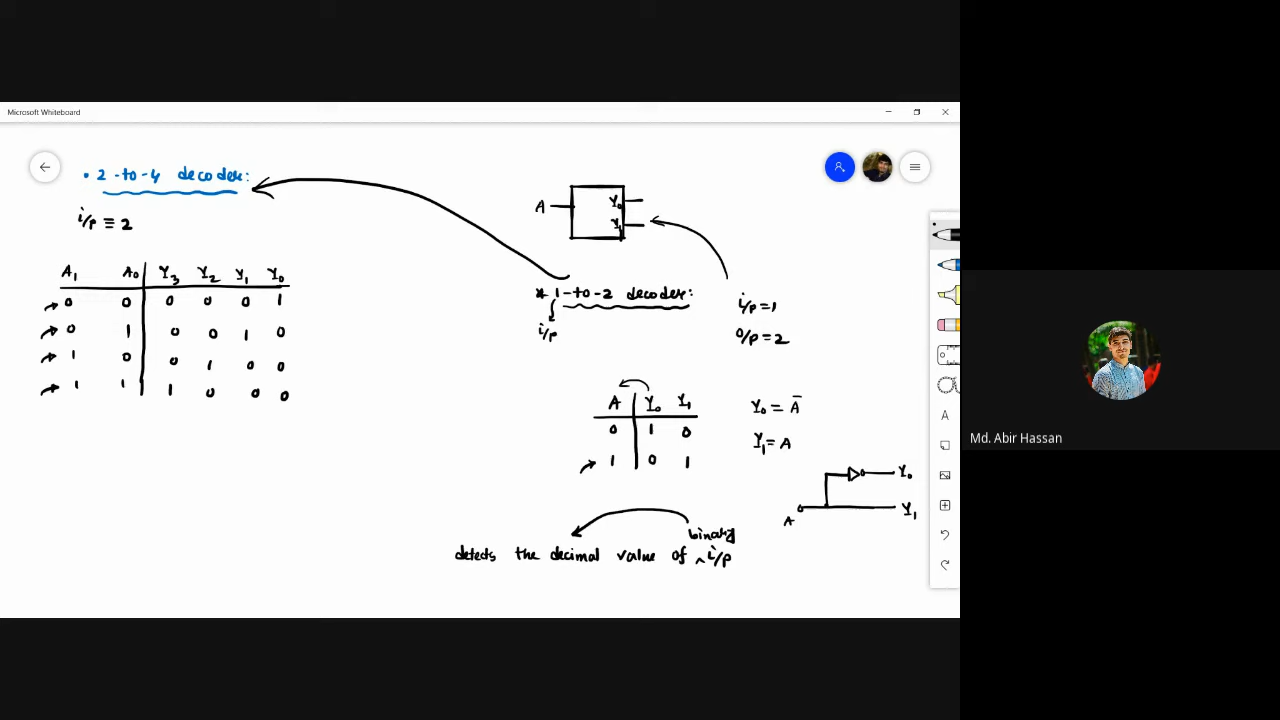 Microsoft Whiteboard
• 2-to-4 decoder:
i/p ≡ 2
A1 A0 Y3 Y2 Y1 Y0
0 0 0 0 0 1
0 1 0 0 1 0
1 0 0 1 0 0
1 1 1 0 0 0
A Y0
Y1
* 1-to-2 decoder:
i/p
i/p=1
o/p=2
A Y0 Y1
0 1 0
1 0 1
Y0 = Ā
Y1 = A
Y0
A Y1
binary
detects the decimal value of ^ i/p
A
Md. Abir Hassan